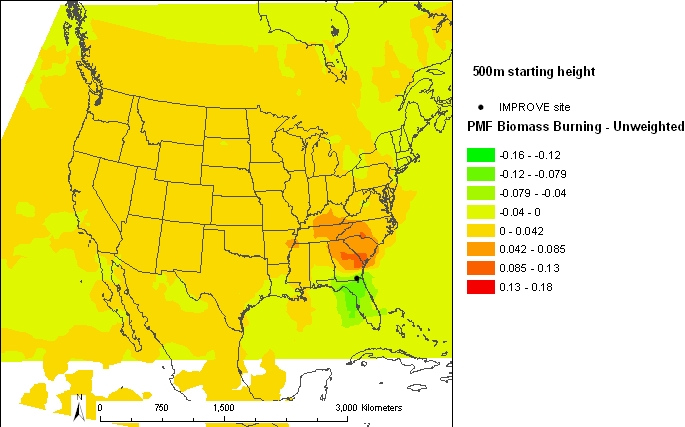 500m starting height
IMPROVE site
PMF Biomass Burning - Unweighted
-0.16 - -0.12
-0.12 - -0.079
-0.079 - -0.04
-0.04 - 0
0 - 0.042
0.042 - 0.085
0.085 - 0.13
0.13 - 0.18
N
0 750 1,500 3,000 Kilometers